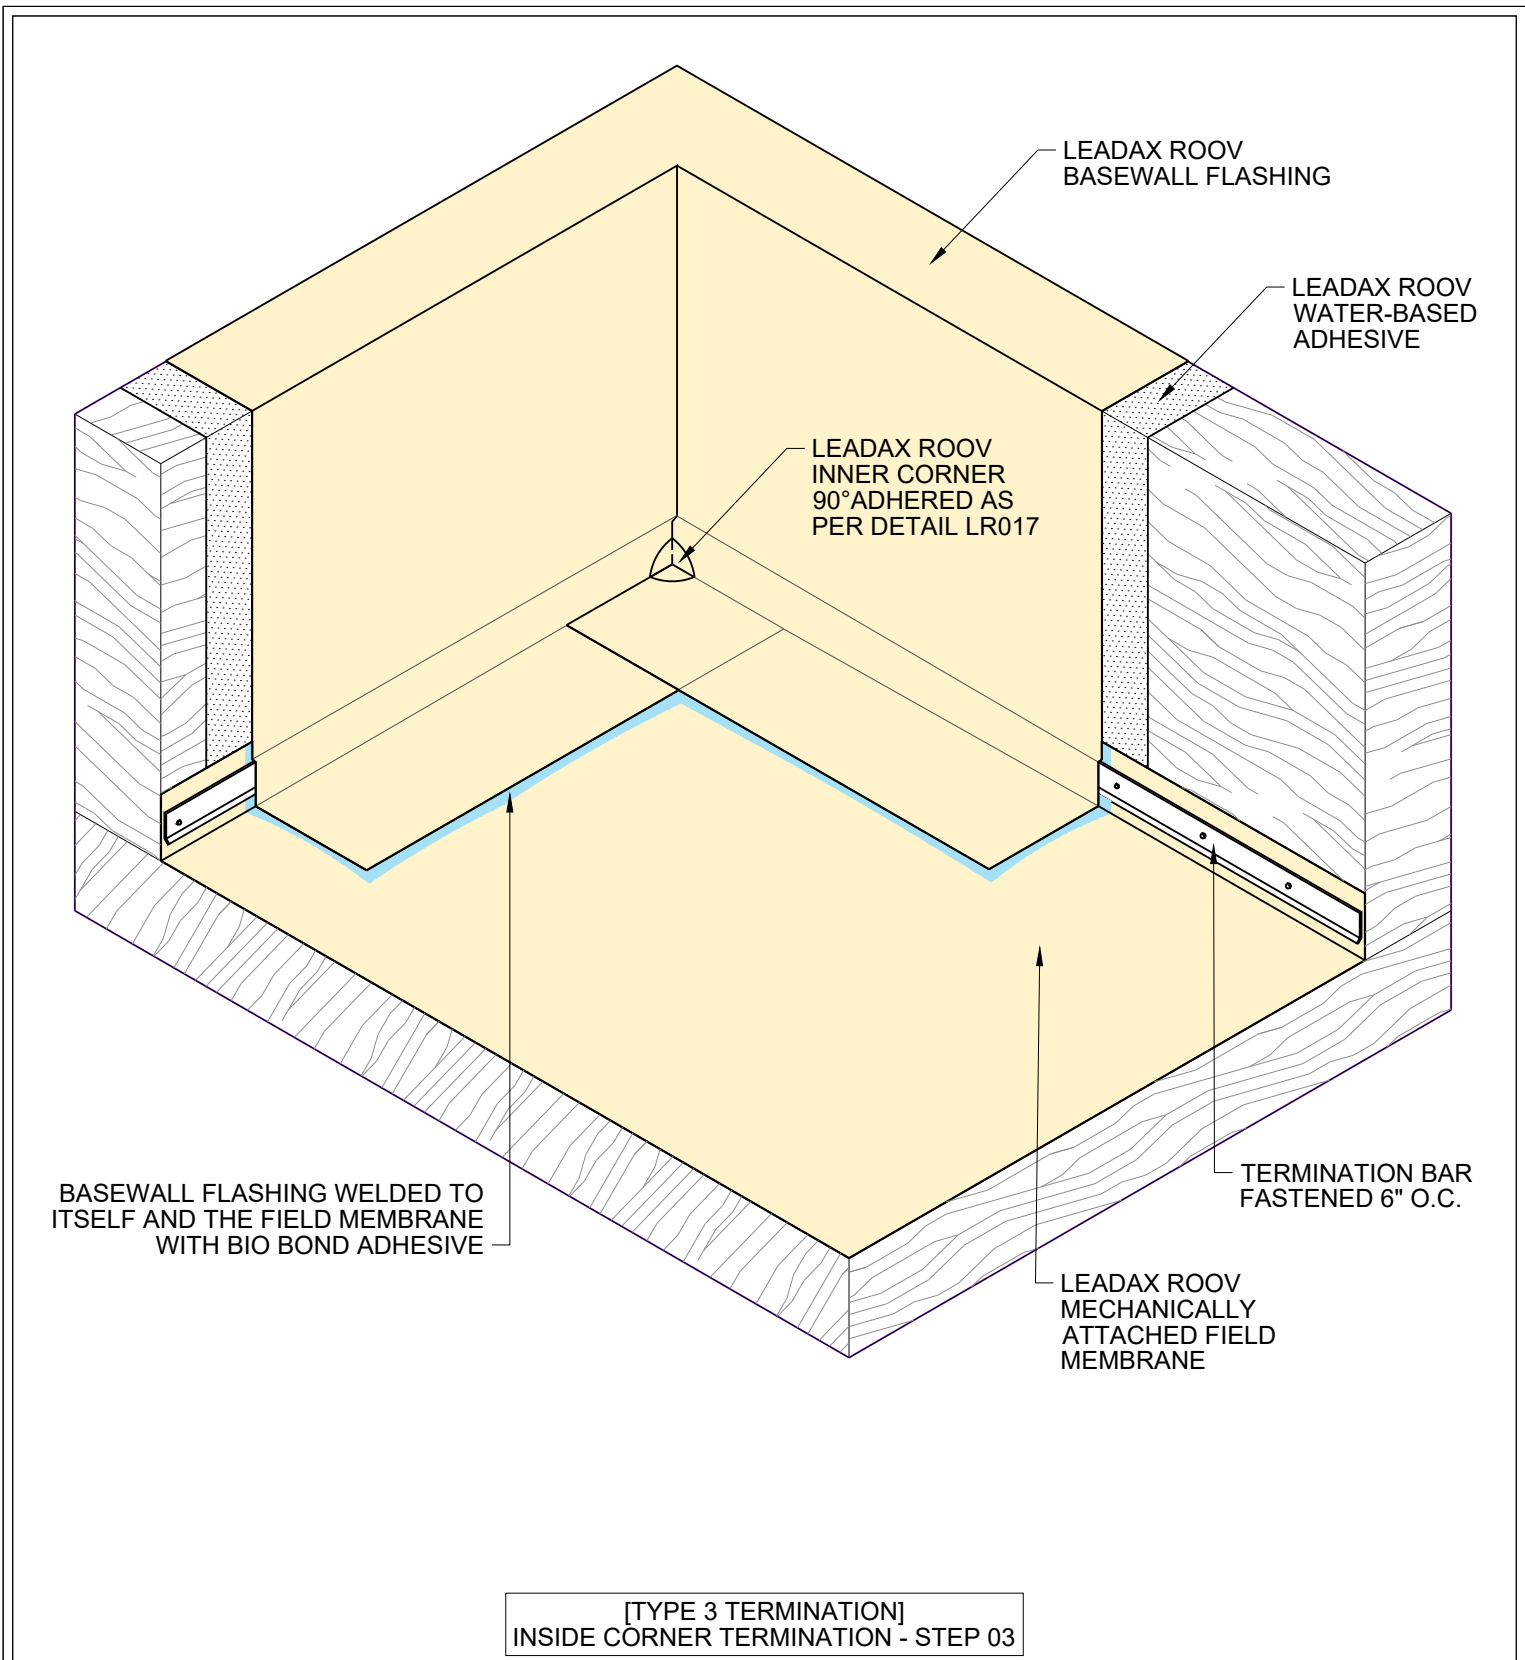 LEADAX ROOV
BASEWALL FLASHING
LEADAX ROOV
WATER-BASED
ADHESIVE
LEADAX ROOV
INNER CORNER
90°ADHERED AS
PER DETAIL LR017
BASEWALL FLASHING WELDED TO
ITSELF AND THE FIELD MEMBRANE
WITH BIO BOND ADHESIVE
TERMINATION BAR
FASTENED 6" O.C.
LEADAX ROOV
MECHANICALLY
ATTACHED FIELD
MEMBRANE
[TYPE 3 TERMINATION]
INSIDE CORNER TERMINATION - STEP 03